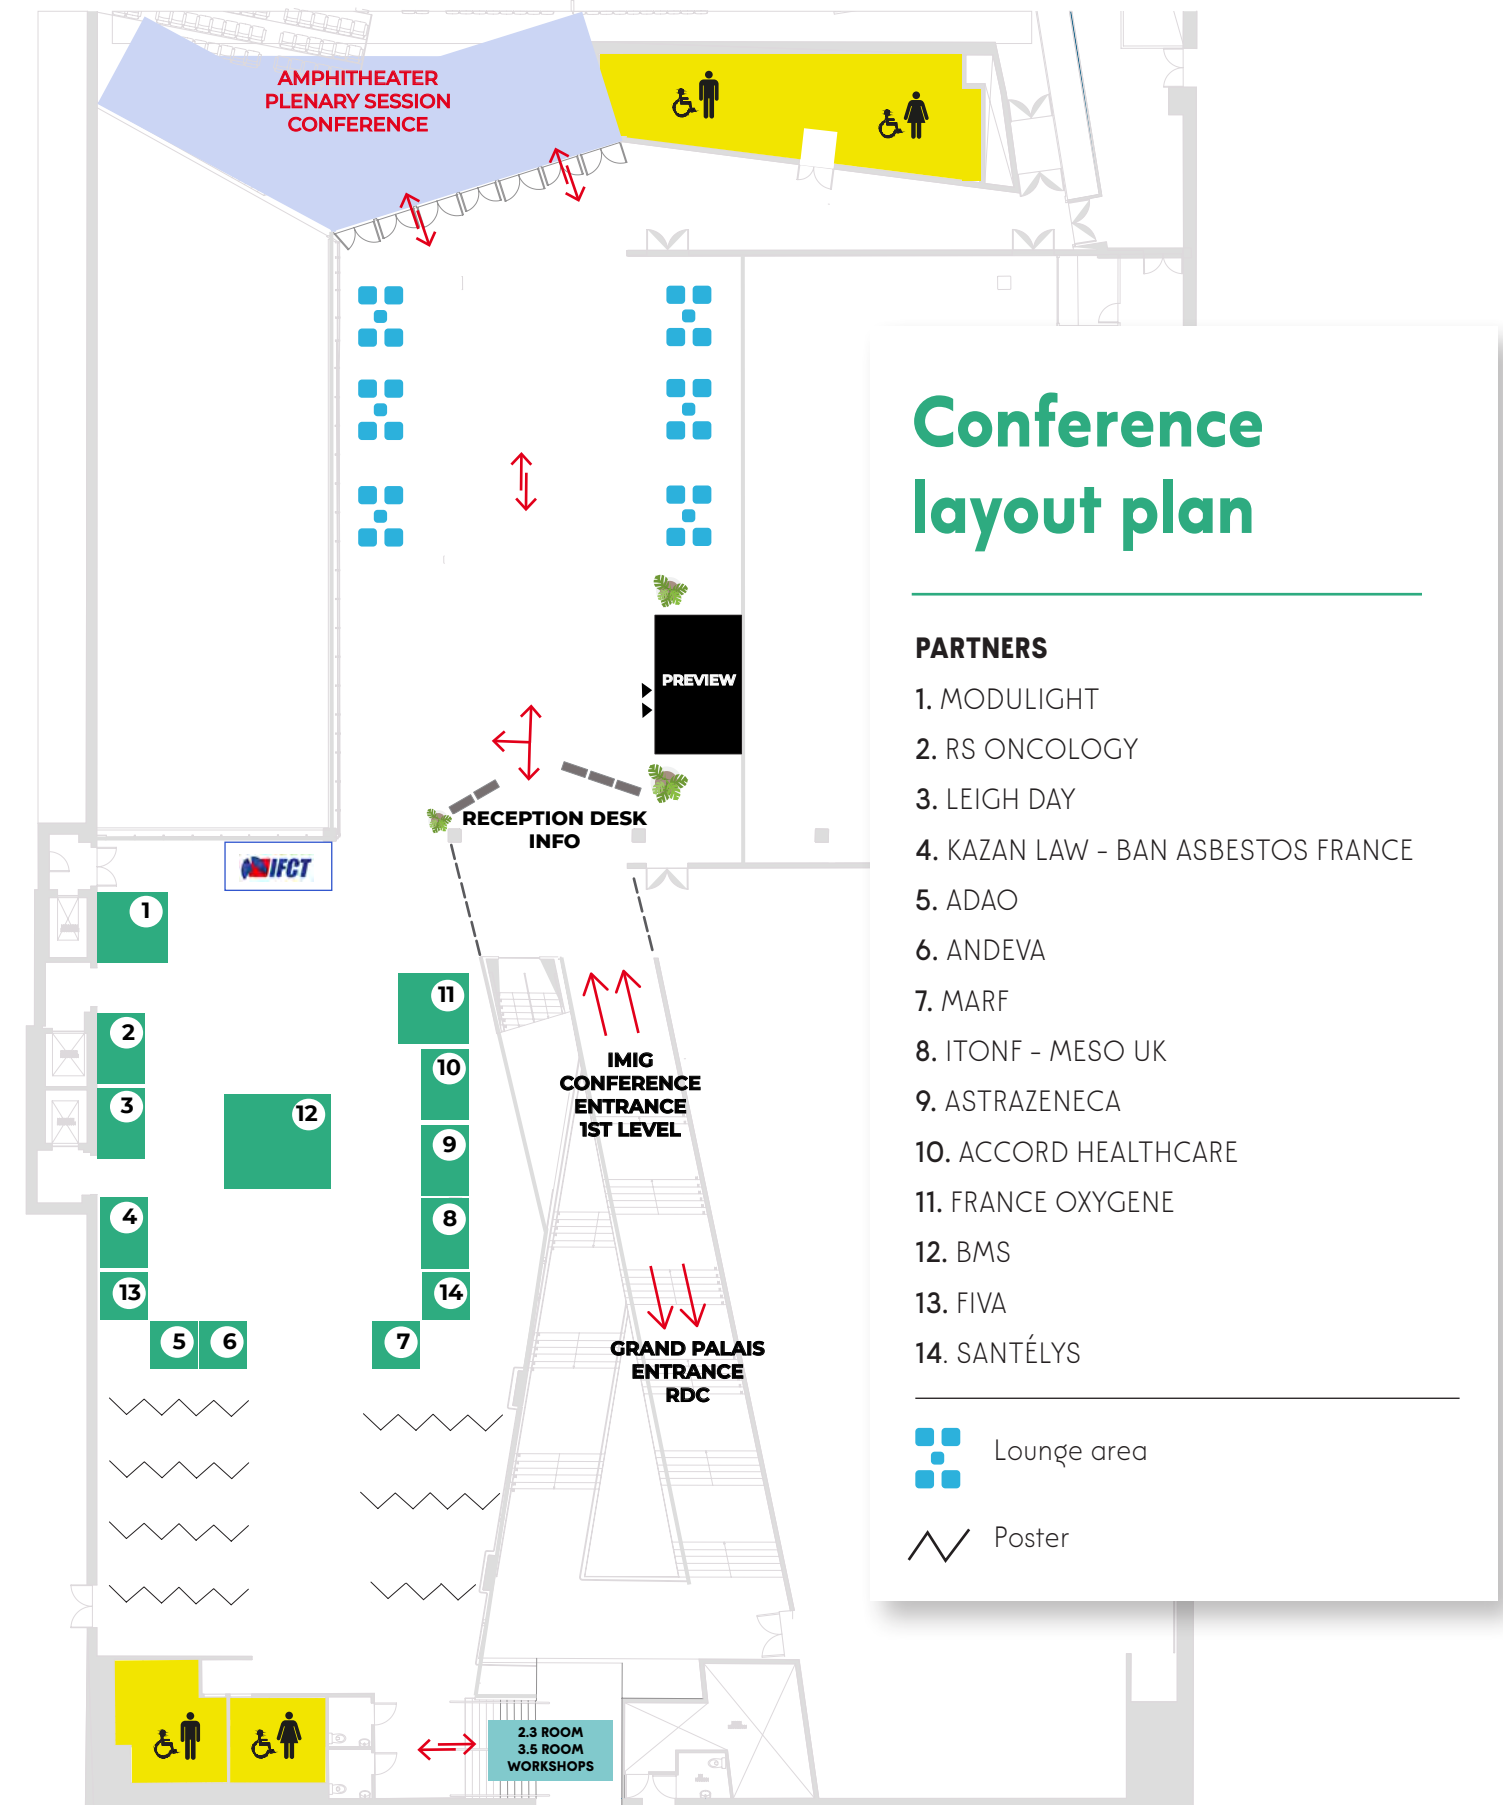 AMPHITHEATER
PLENARY SESSION
CONFERENCE
PREVIEW
RECEPTION DESK
INFO
IFCT
1
2
3
4
13
5
6
12
11
10
9
8
14
7
IMIG
CONFERENCE
ENTRANCE
1ST LEVEL
GRAND PALAIS
ENTRANCE
RDC
2.3 ROOM
3.5 ROOM
WORKSHOPS
Conference
layout plan
PARTNERS
1. MODULIGHT
2. RS ONCOLOGY
3. LEIGH DAY
4. KAZAN LAW - BAN ASBESTOS FRANCE
5. ADAO
6. ANDEVA
7. MARF
8. ITONF - MESO UK
9. ASTRAZENECA
10. ACCORD HEALTHCARE
11. FRANCE OXYGENE
12. BMS
13. FIVA
14. SANTÉLYS
Lounge area
Poster